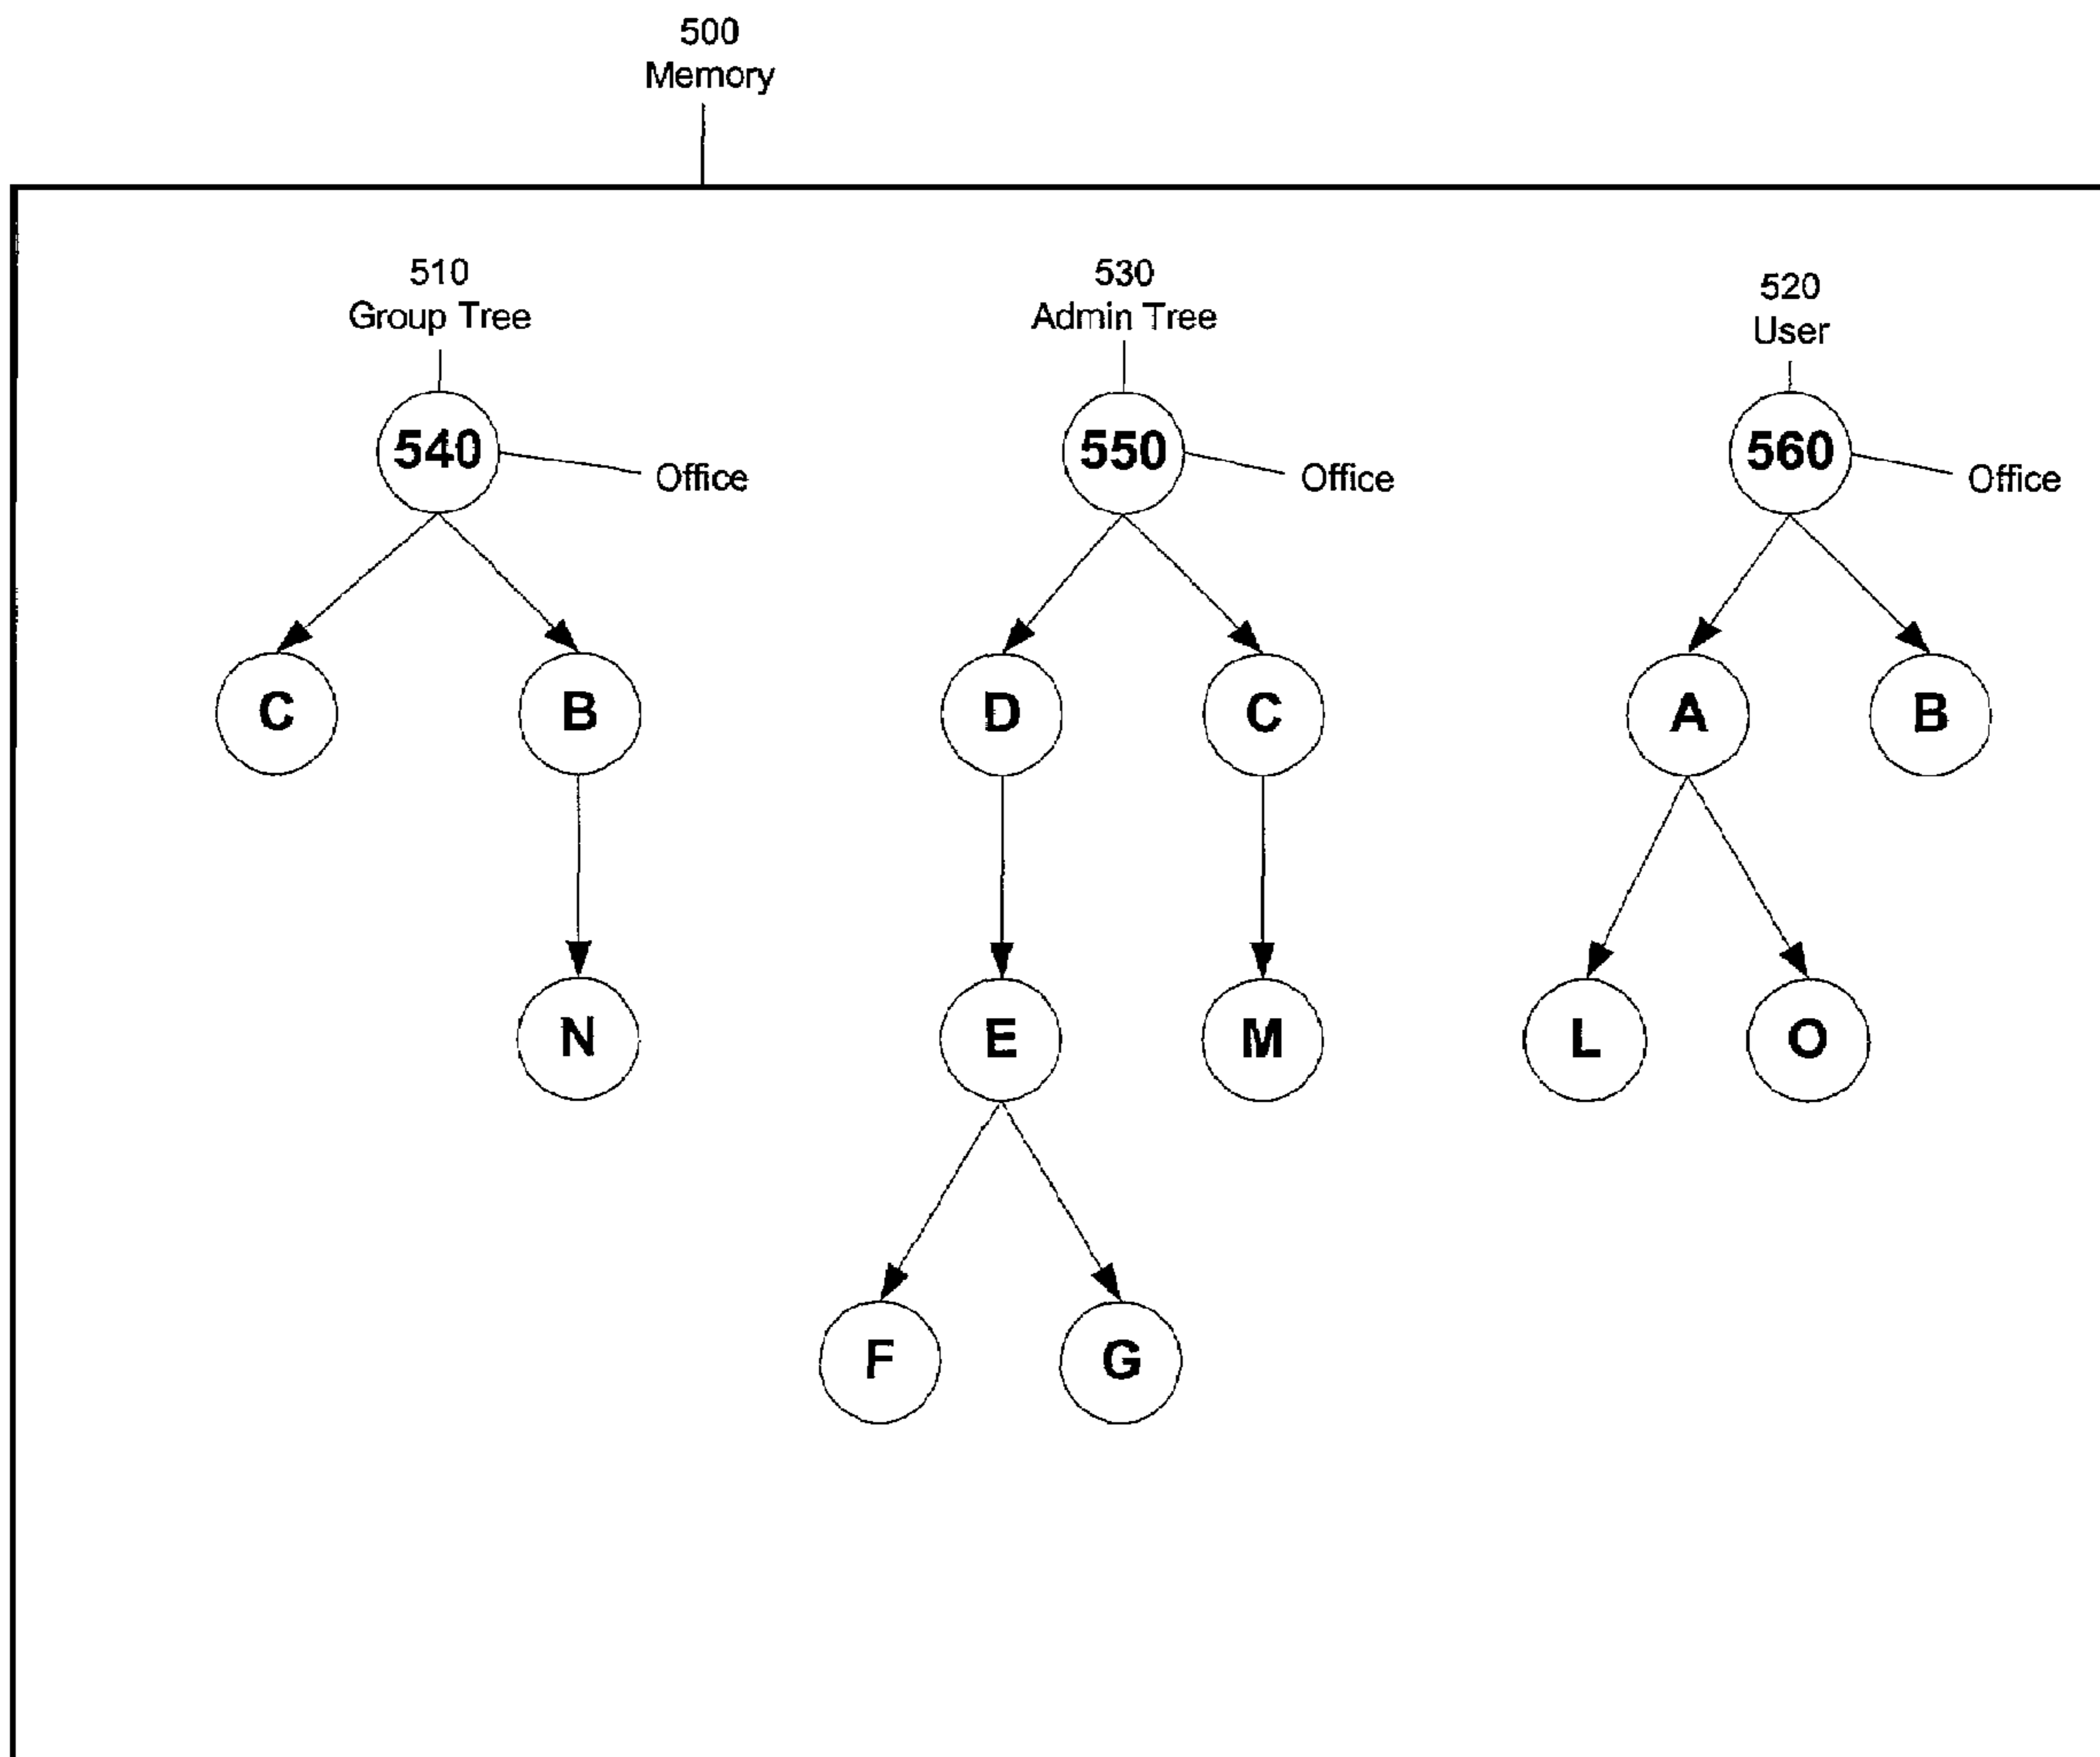 500
Memory
510
Group Tree
530
Admin Tree
520
User
540
Office
550
Office
560
Office
C
B
D
C
A
B
N
E
M
L
O
F
G